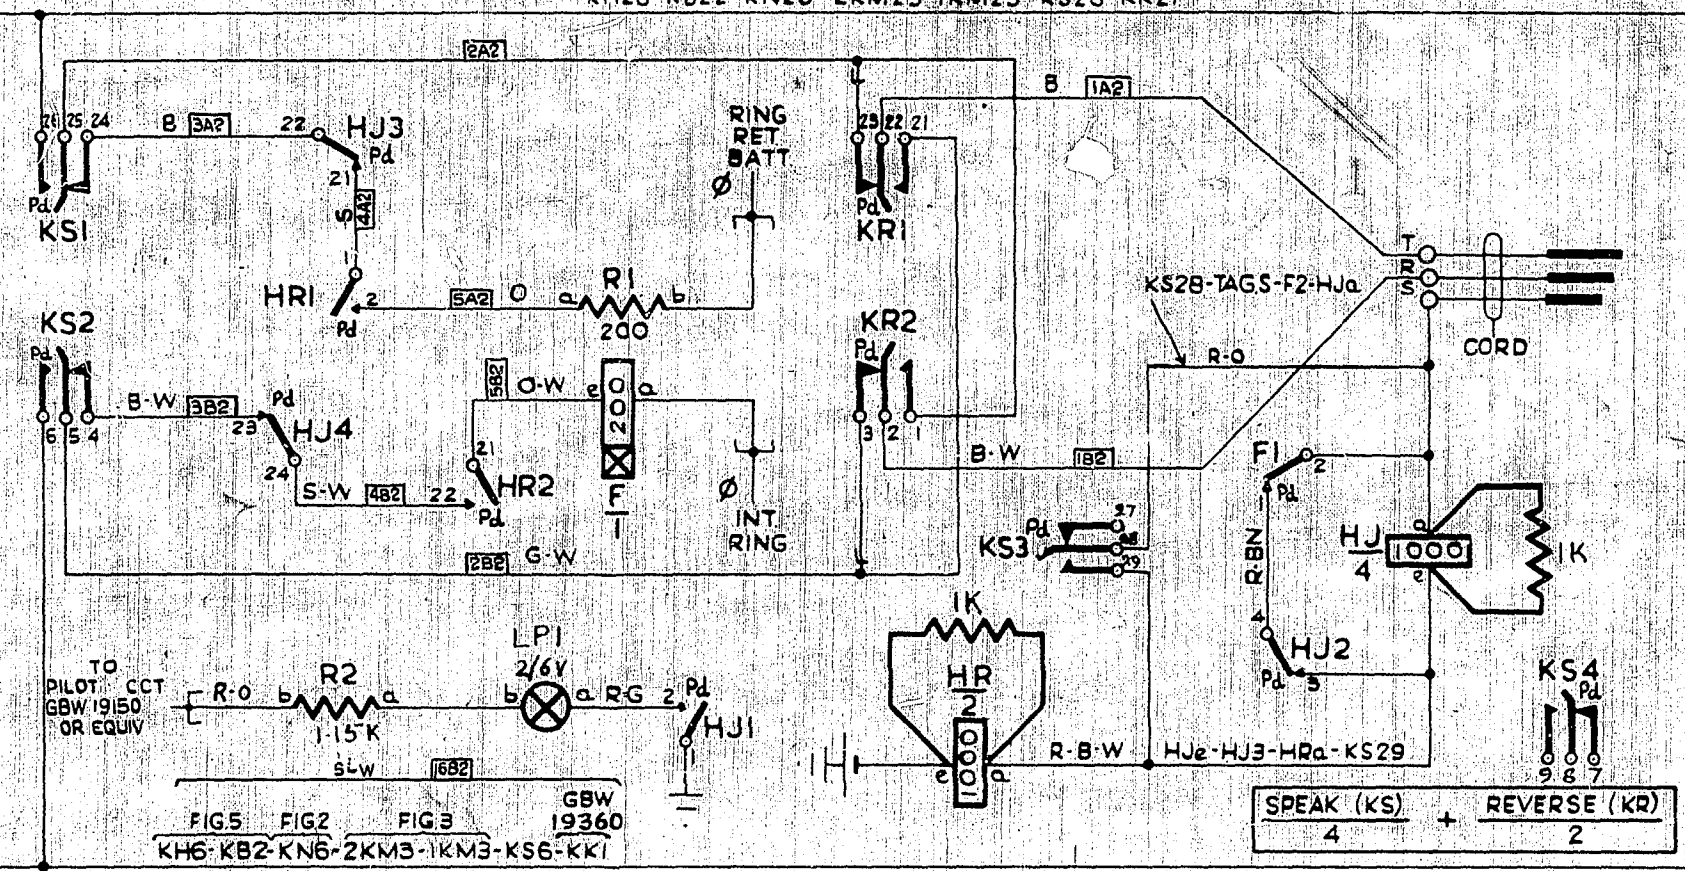 2A2
B 1A2
26 25 24
B 3A2
22 HJ3
Pd
21
S 4A2
Pd
KS1
RING
RET
BATT
Ø
23 22 21
Pd
KR1
1
HR1
2
Pd
5A2 O
a R1 b
200
T
R
S
CORD
KS28-TAGS-F2-HJa
R-O
KS2
Pd
6 5 4
B-W 3B2
Pd
23
HJ4
24
S-W 4B2 22
21
HR2
Pd
5B2 O-W
e 200 a
F
1
Ø
INT
RING
KR2
Pd
3 2 1
B-W 1B2
2B2 G-W
27
Pd
KS3 28
29
F1
2
Pd
R-BN
4
HJ2
Pd 3
a
HJ
4
1000
e
1K
TO
PILOT CCT
GBW 19150
OR EQUIV
R-O
b R2 a
1·15K
LP1
2/6V
b a
R-G
2 Pd
HJ1
1
1K
HR
2
1000
e a
R-B-W
HJe-HJ3-HRa-KS29
KS4
Pd
9 8 7
SL-W 16B2
FIG.5 FIG.2 FIG.3 GBW 19360
KH6-KB2-KN6-2KM3-1KM3-KS6-KK1
SPEAK (KS) + REVERSE (KR)
4 2